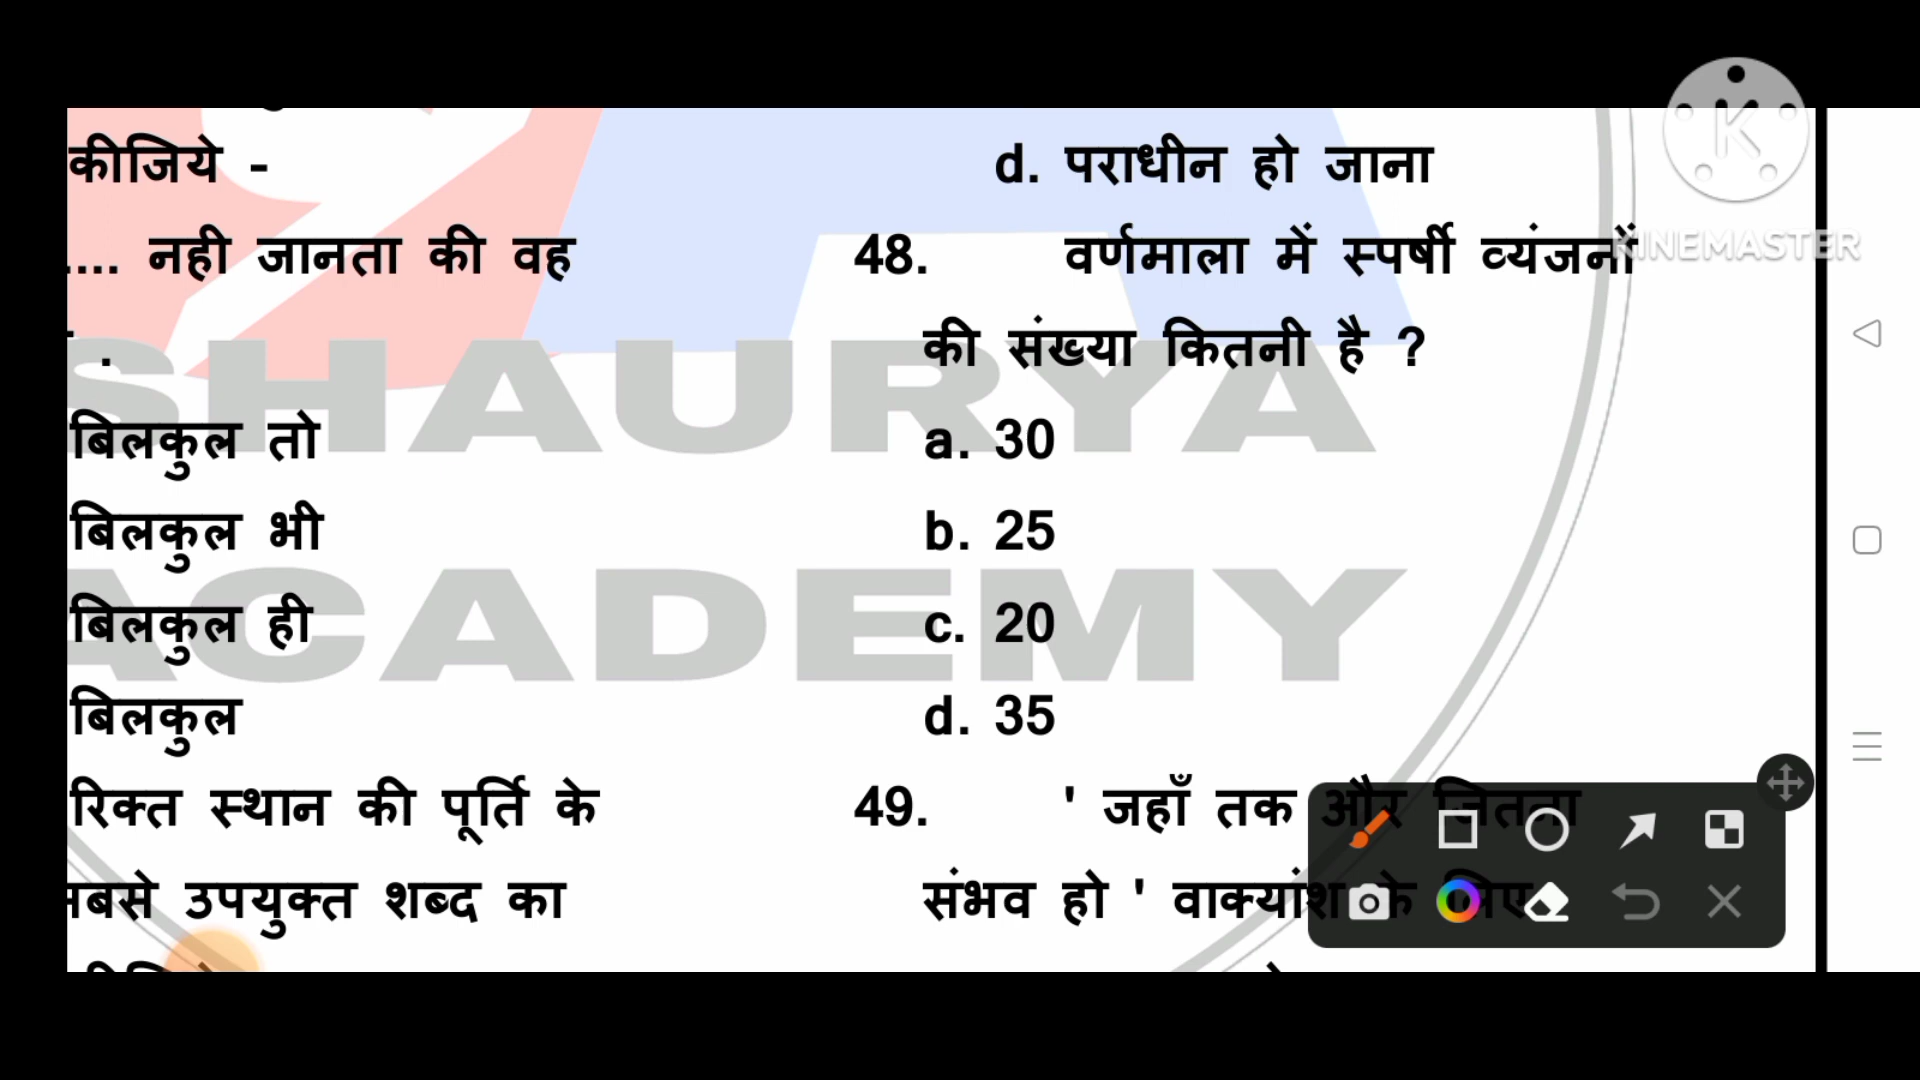 कीजिये -
.... नही जानता की वह
.
बिलकुल तो
बिलकुल भी
बिलकुल ही
बिलकुल
रिक्त स्थान की पूर्ति के
सबसे उपयुक्त शब्द का
d. पराधीन हो जाना
48. वर्णमाला में स्पर्षी व्यंजनों
की संख्या कितनी है ?
a. 30
b. 25
c. 20
d. 35
49. ' जहाँ तक और जितना
संभव हो ' वाक्यांश के लिए
SHAURYA
ACADEMY
K
KINEMASTER